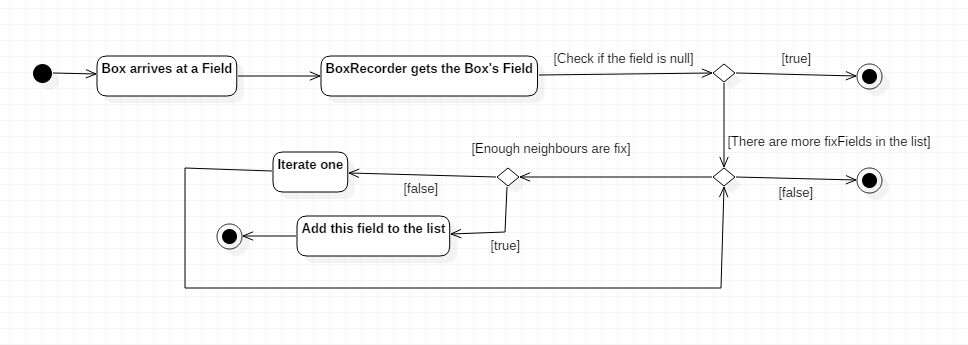 Box arrives at a Field
BoxRecorder gets the Box's Field
[Check if the field is null]
[true]
[There are more fixFields in the list]
[Enough neighbours are fix]
Iterate one
[false]
[false]
Add this field to the list
[true]